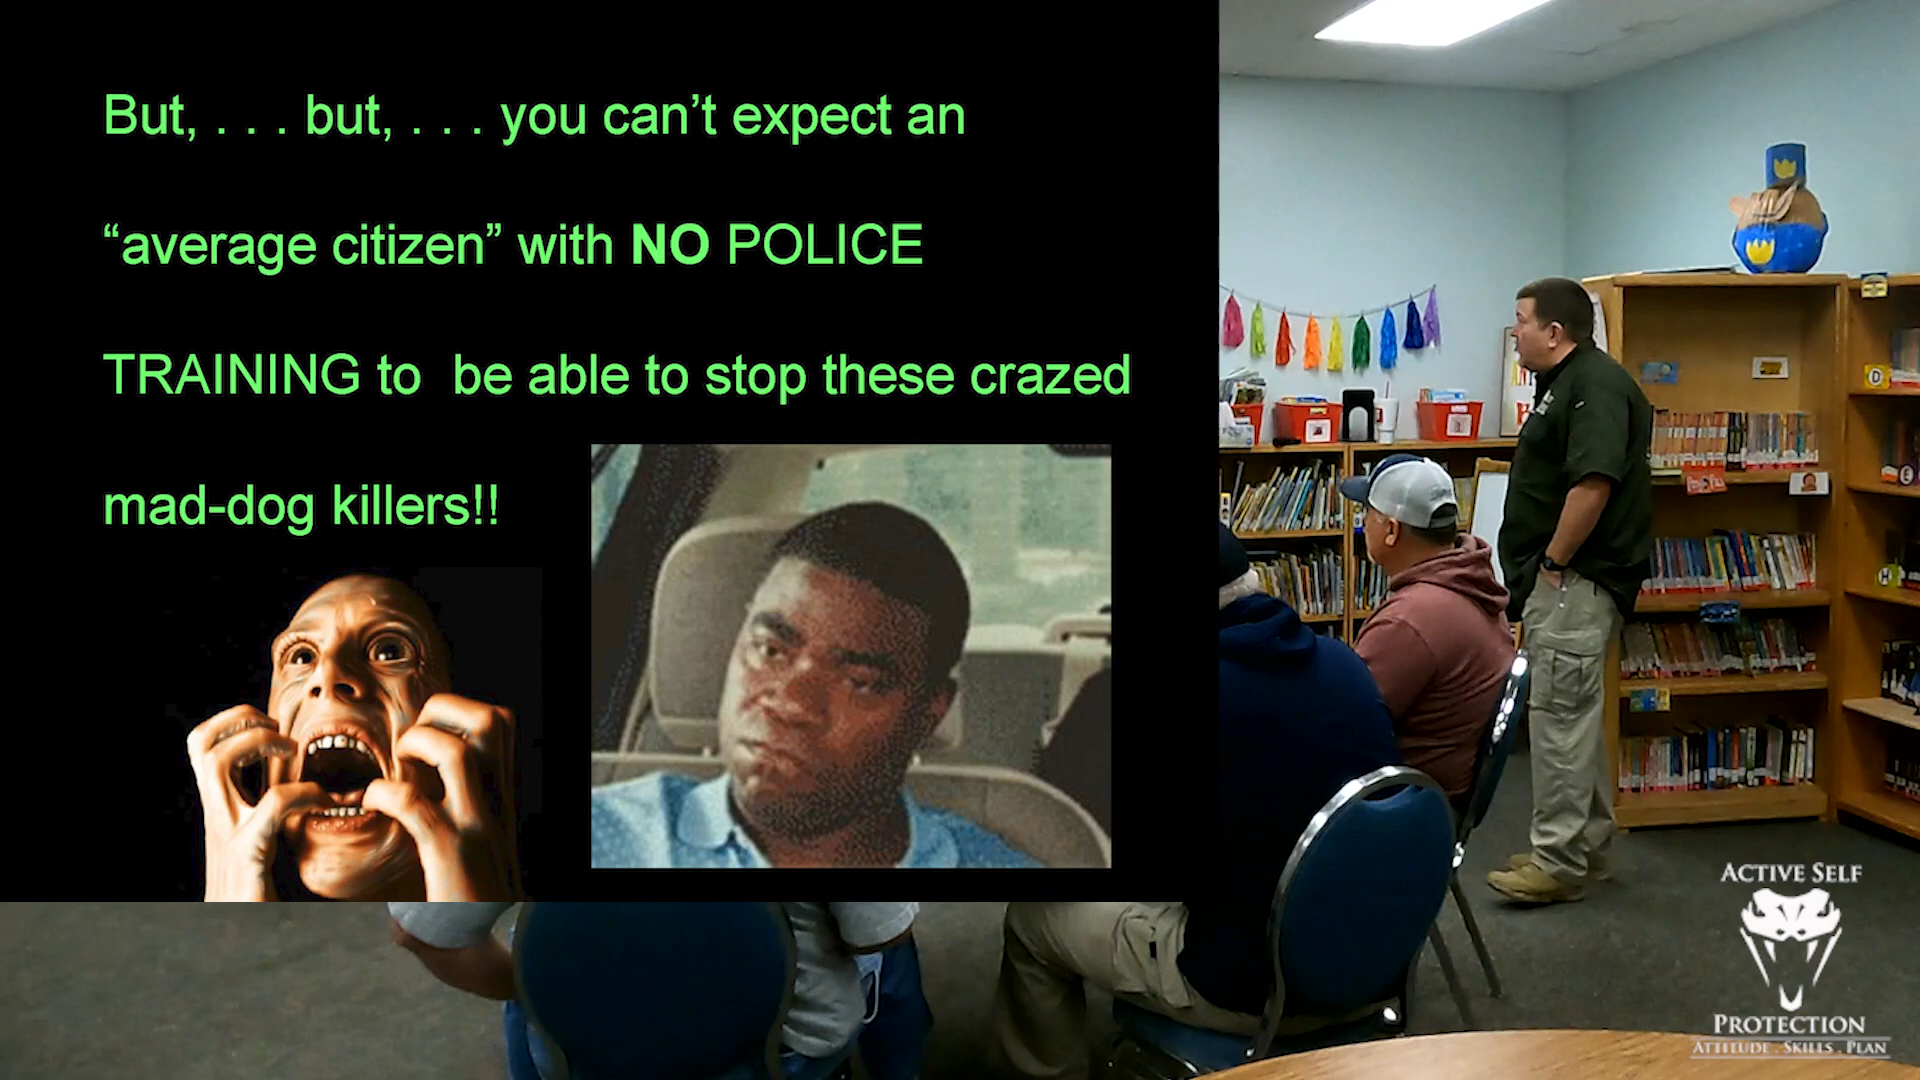 But, . . . but, . . . you can’t expect an
“average citizen” with NO POLICE
TRAINING to  be able to stop these crazed
mad-dog killers!!
D
E
H
ACTIVE SELF
PROTECTION
ATTITUDE . SKILLS . PLAN